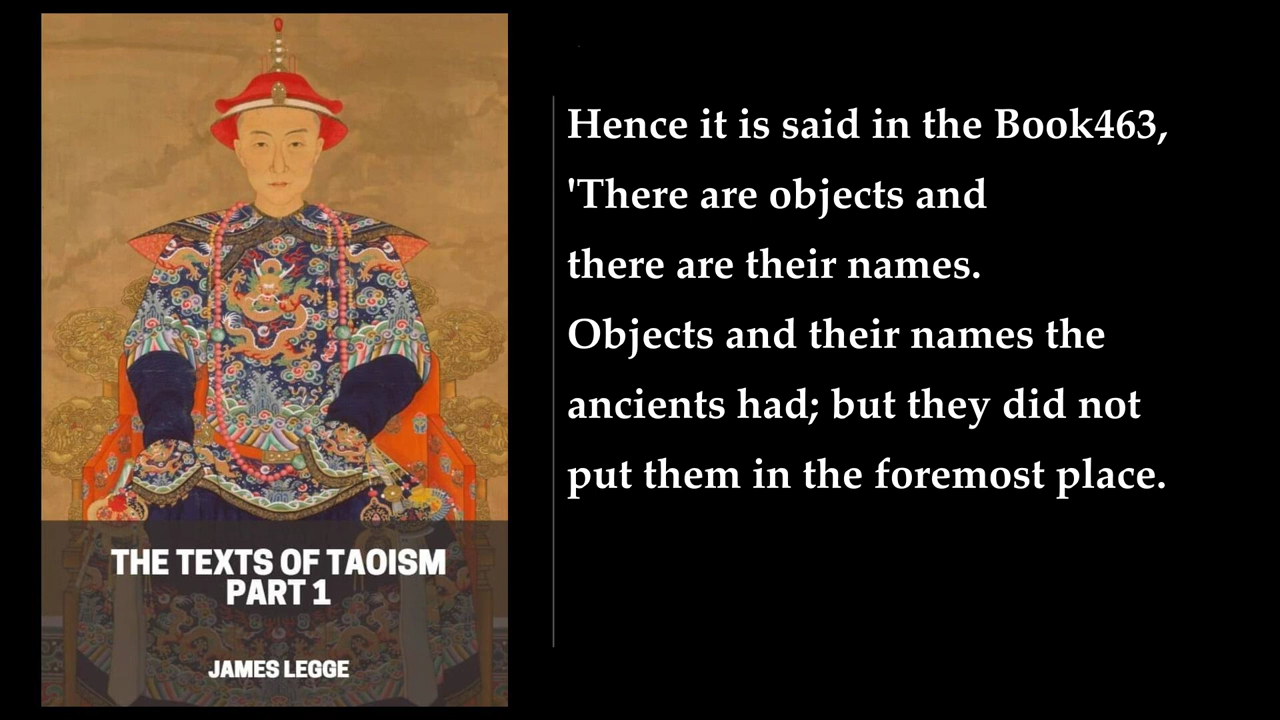 THE TEXTS OF TAOISM
PART 1
JAMES LEGGE
Hence it is said in the Book463,
'There are objects and
there are their names.
Objects and their names the
ancients had; but they did not
put them in the foremost place.